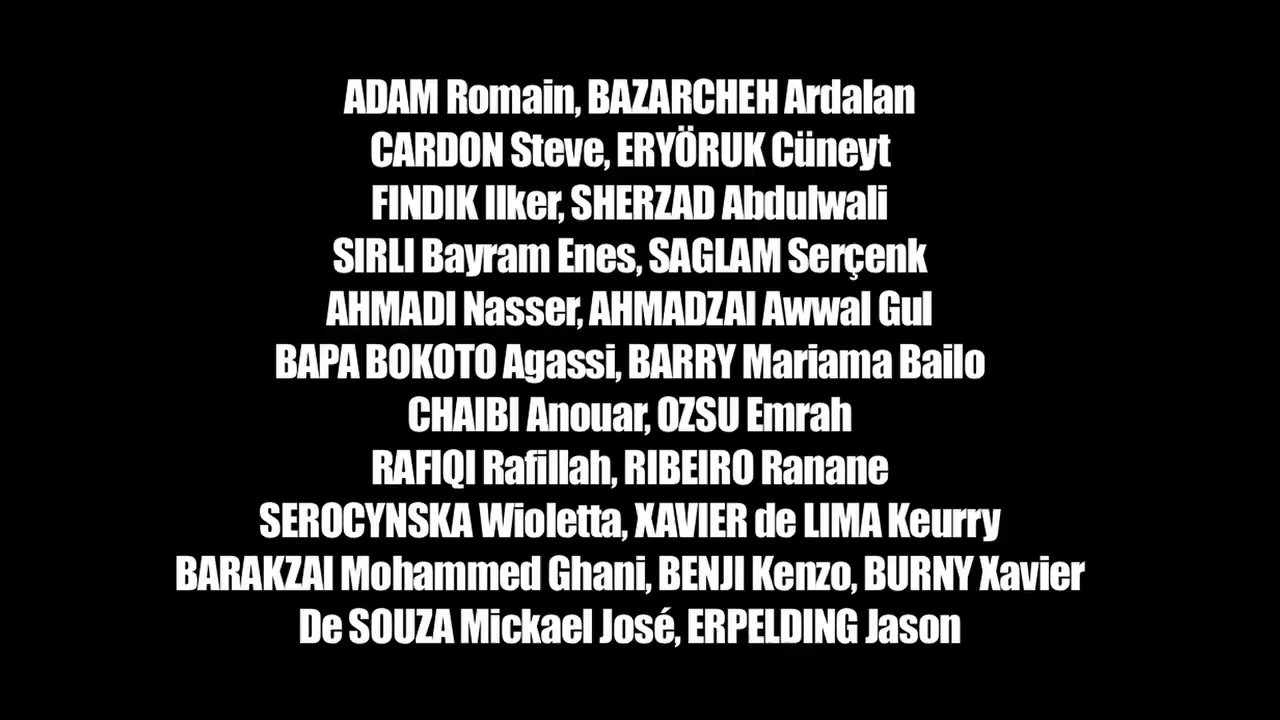 ADAM Romain, BAZARCHEH Ardalan
CARDON Steve, ERYÖRUK Cüneyt
FINDIK Ilker, SHERZAD Abdulwali
SIRLI Bayram Enes, SAGLAM Serçenk
AHMADI Nasser, AHMADZAI Awwal Gul
BAPA BOKOTO Agassi, BARRY Mariama Bailo
CHAIBI Anouar, OZSU Emrah
RAFIQI Rafillah, RIBEIRO Ranane
SEROCYNSKA Wioletta, XAVIER de LIMA Keurry
BARAKZAI Mohammed Ghani, BENJI Kenzo, BURNY Xavier
De SOUZA Mickael José, ERPELDING Jason